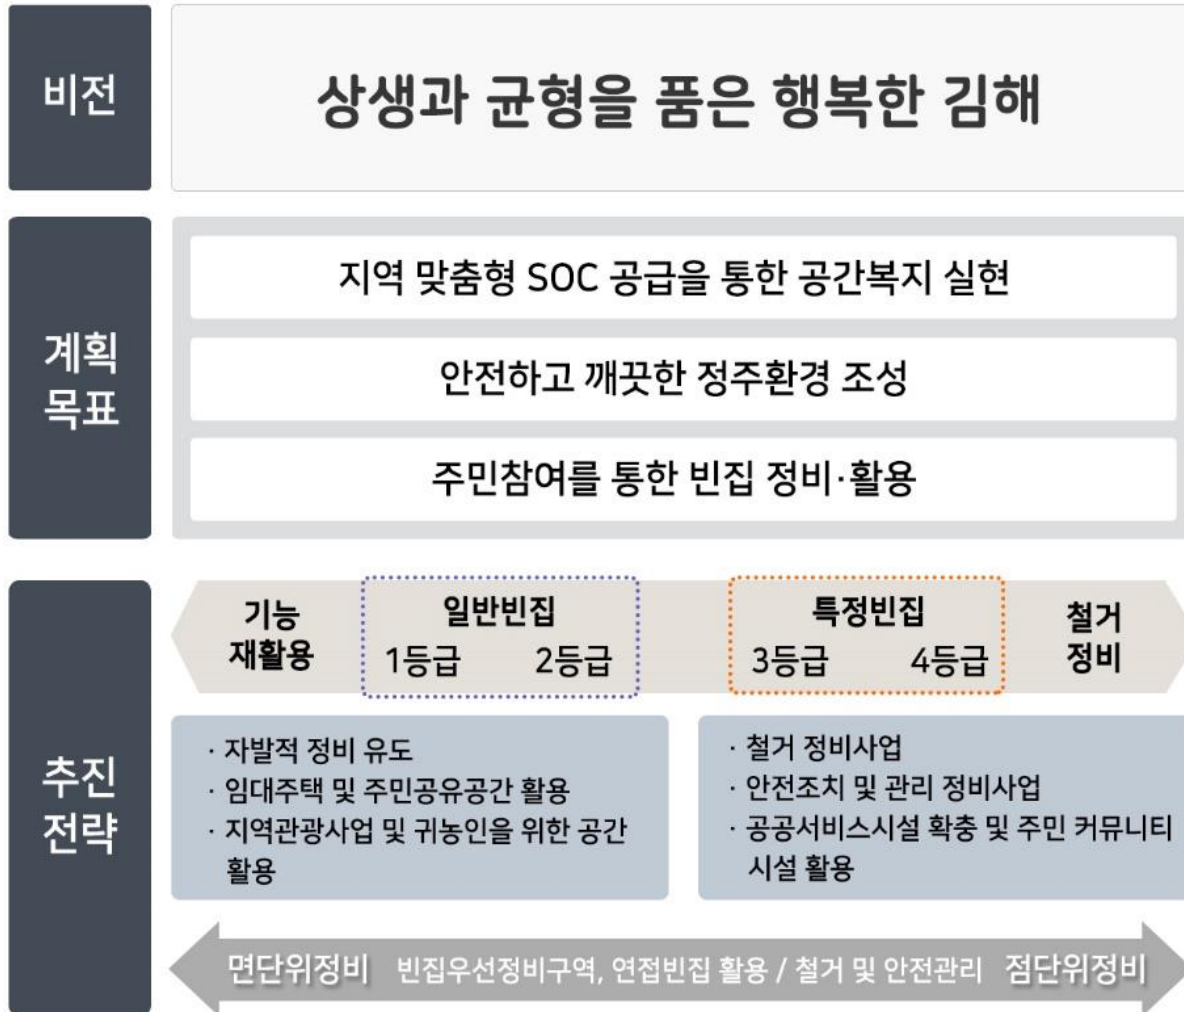 비전
상생과 균형을 품은 행복한 김해
계획
목표
지역 맞춤형 SOC 공급을 통한 공간복지 실현
안전하고 깨끗한 정주환경 조성
주민참여를 통한 빈집 정비·활용
추진
전략
기능
재활용
일반빈집
1등급 2등급
특정빈집
3등급 4등급
철거
정비
· 자발적 정비 유도
· 임대주택 및 주민공유공간 활용
· 지역관광사업 및 귀농인을 위한 공간
활용
· 철거 정비사업
· 안전조치 및 관리 정비사업
· 공공서비스시설 확충 및 주민 커뮤니티
시설 활용
면단위정비 빈집우선정비구역, 연접빈집 활용 / 철거 및 안전관리 점단위정비